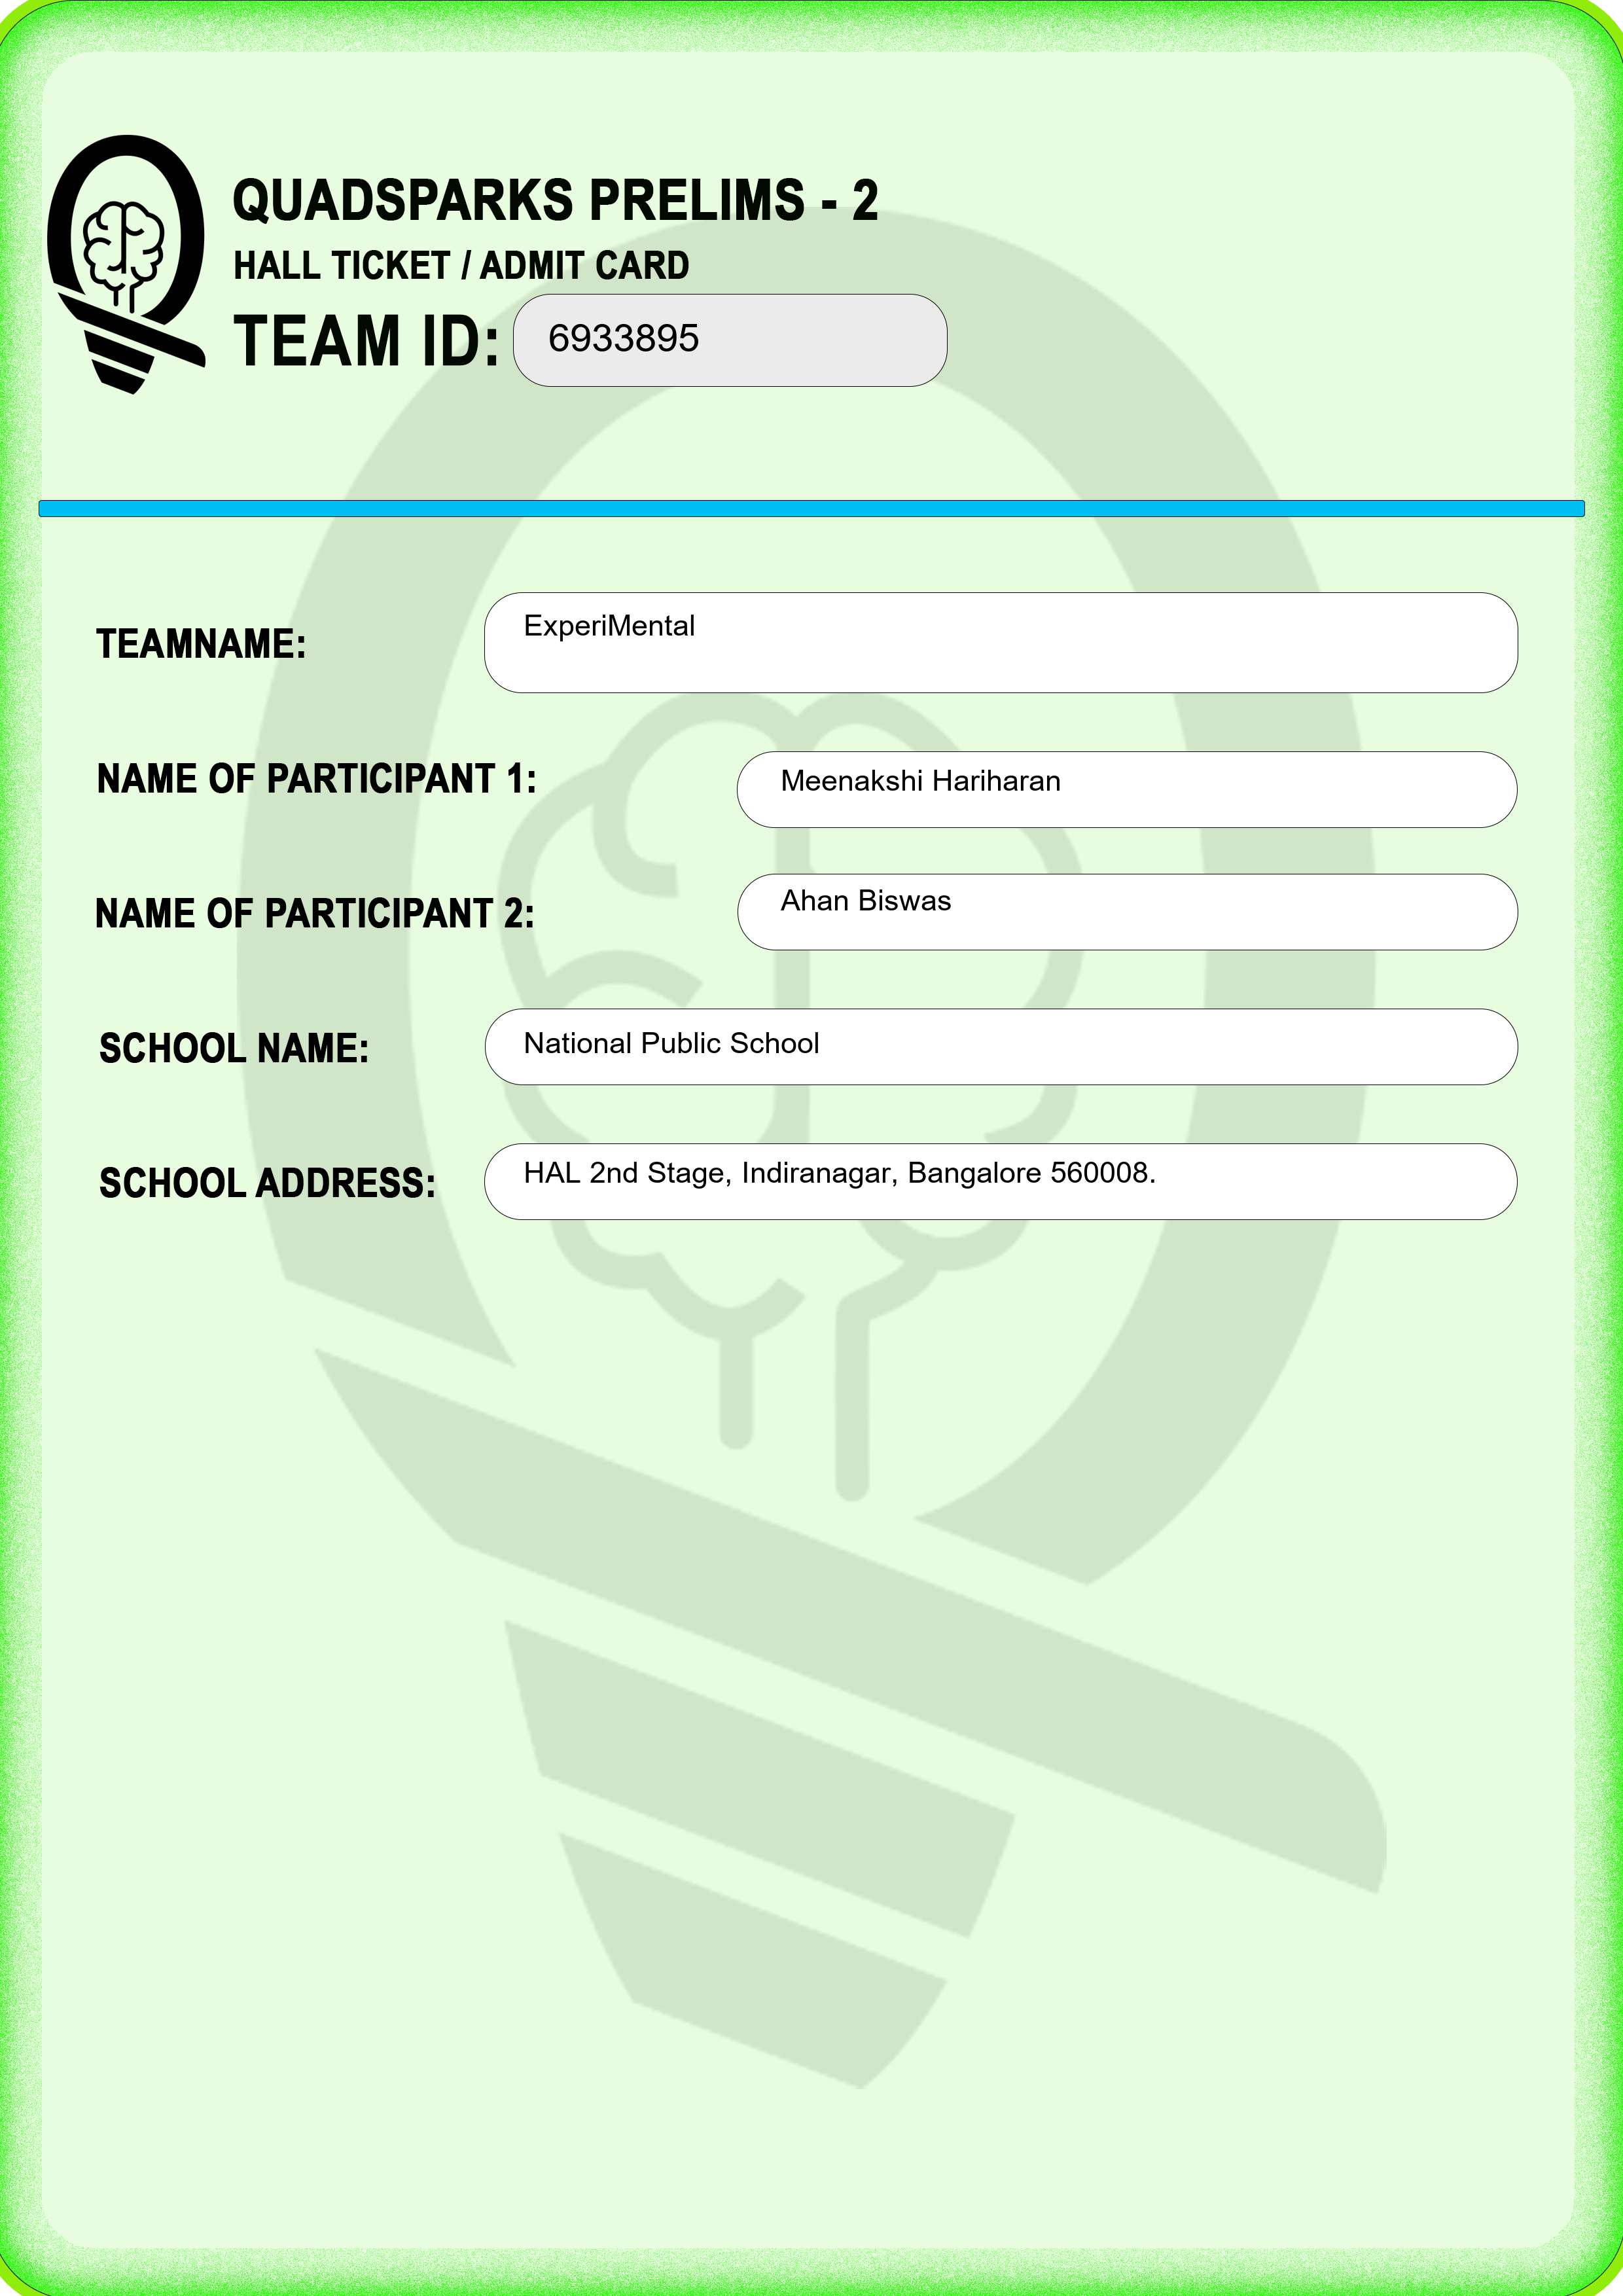 QUADSPARKS PRELIMS - 2
HALL TICKET / ADMIT CARD
TEAM ID: 6933895
TEAMNAME: ExperiMental
NAME OF PARTICIPANT 1: Meenakshi Hariharan
NAME OF PARTICIPANT 2: Ahan Biswas
SCHOOL NAME: National Public School
SCHOOL ADDRESS: HAL 2nd Stage, Indiranagar, Bangalore 560008.